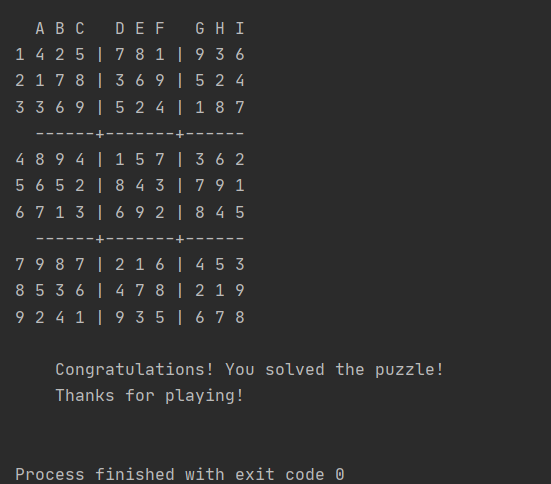 A B C   D E F   G H I
1 4 2 5 | 7 8 1 | 9 3 6
2 1 7 8 | 3 6 9 | 5 2 4
3 3 6 9 | 5 2 4 | 1 8 7
  ------+-------+------
4 8 9 4 | 1 5 7 | 3 6 2
5 6 5 2 | 8 4 3 | 7 9 1
6 7 1 3 | 6 9 2 | 8 4 5
  ------+-------+------
7 9 8 7 | 2 1 6 | 4 5 3
8 5 3 6 | 4 7 8 | 2 1 9
9 2 4 1 | 9 3 5 | 6 7 8
    Congratulations! You solved the puzzle!
    Thanks for playing!
Process finished with exit code 0